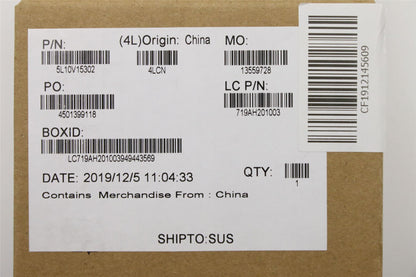 P/N: (4L)Origin: China MO:
5L10V15302 4LCN 13559728
PO: LC P/N:
4501399118 719AH201003
BOXID:
LC719AH201003949443569
DATE: 2019/12/5 11:04:33 QTY:
1
Contains Merchandise From : China
SHIPTO:SUS
CF1912145609